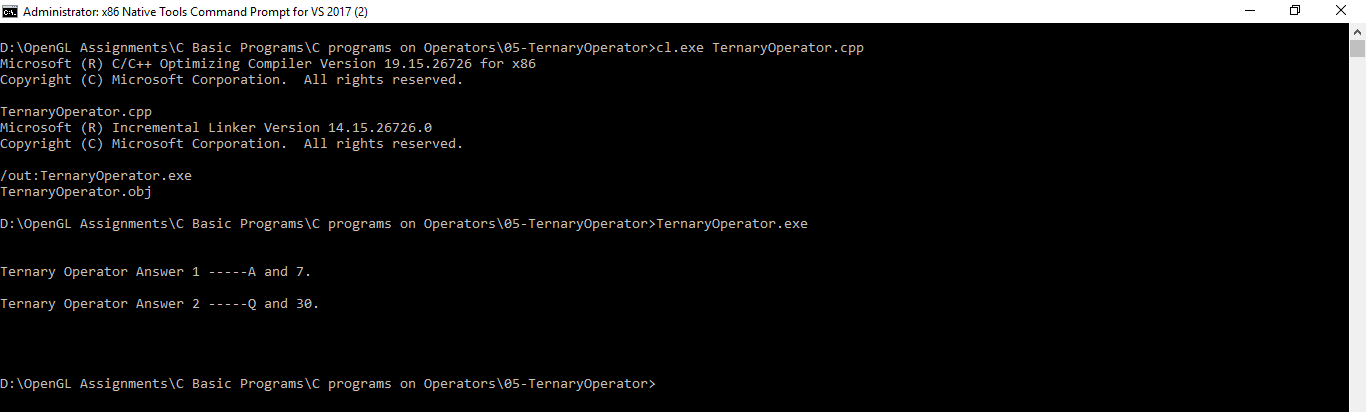 Administrator: x86 Native Tools Command Prompt for VS 2017 (2)
D:\OpenGL Assignments\C Basic Programs\C programs on Operators\05-TernaryOperator>cl.exe TernaryOperator.cpp
Microsoft (R) C/C++ Optimizing Compiler Version 19.15.26726 for x86
Copyright (C) Microsoft Corporation.  All rights reserved.
TernaryOperator.cpp
Microsoft (R) Incremental Linker Version 14.15.26726.0
Copyright (C) Microsoft Corporation.  All rights reserved.
/out:TernaryOperator.exe
TernaryOperator.obj
D:\OpenGL Assignments\C Basic Programs\C programs on Operators\05-TernaryOperator>TernaryOperator.exe
Ternary Operator Answer 1 -----A and 7.
Ternary Operator Answer 2 -----Q and 30.
D:\OpenGL Assignments\C Basic Programs\C programs on Operators\05-TernaryOperator>